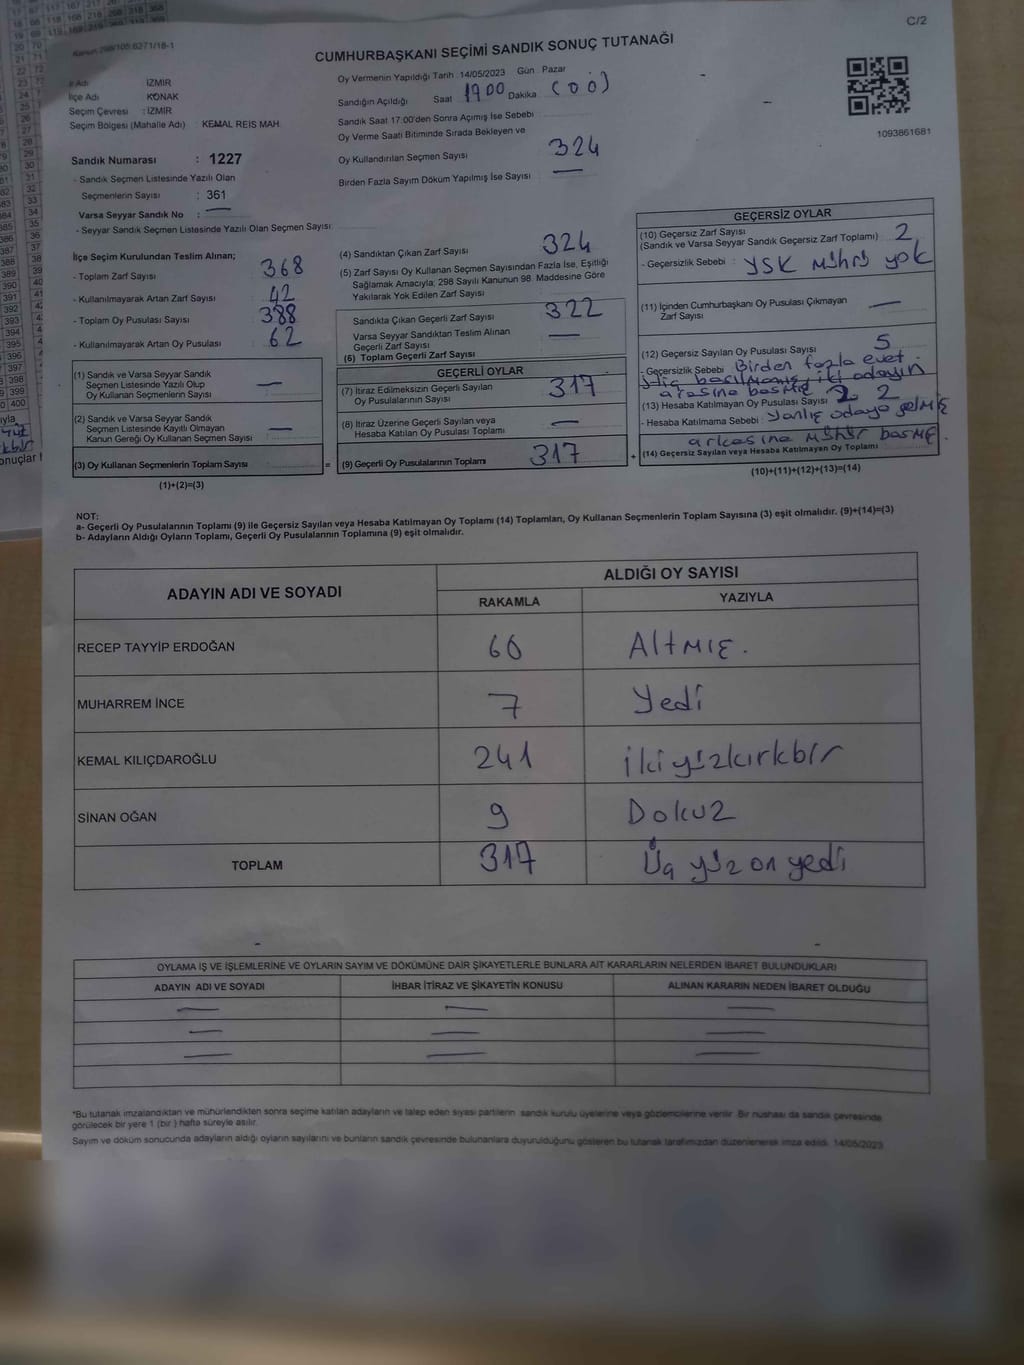 C/2
CUMHURBAŞKANI SEÇİMİ SANDIK SONUÇ TUTANAĞI
İl Adı İZMİR
İlçe Adı KONAK
Seçim Çevresi : İZMİR
Seçim Bölgesi (Mahalle Adı) : KEMAL REİS MAH.
Sandık Numarası : 1227
- Sandık Seçmen Listesinde Yazılı Olan
Seçmenlerin Sayısı : 361
Varsa Seyyar Sandık No : —
- Seyyar Sandık Seçmen Listesinde Yazılı Olan Seçmen Sayısı:
Oy Vermenin Yapıldığı Tarih : 14/05/2023 Gün : Pazar
Sandığın Açıldığı Saat 1900 Dakika (00)
Sandık Saat 17:00'den Sonra Açımış İse Sebebi
Oy Verme Saati Bitiminde Sırada Bekleyen ve
Oy Kullandırılan Seçmen Sayısı 324
Birden Fazla Sayım Döküm Yapılmış İse Sayısı —
1093861681
İlçe Seçim Kurulundan Teslim Alınan;
- Toplam Zarf Sayısı 368
- Kullanılmayarak Artan Zarf Sayısı 42
- Toplam Oy Pusulası Sayısı 388
- Kullanılmayarak Artan Oy Pusulası 62
(1) Sandık ve Varsa Seyyar Sandık
Seçmen Listesinde Yazılı Olup
Oy Kullanan Seçmenlerin Sayısı —
(2) Sandık ve Varsa Seyyar Sandık
Seçmen Listesinde Kayıtlı Olmayan
Kanun Gereği Oy Kullanan Seçmen Sayısı —
(3) Oy Kullanan Seçmenlerin Toplam Sayısı
(1)+(2)=(3)
(4) Sandıktan Çıkan Zarf Sayısı 324
(5) Zarf Sayısı Oy Kullanan Seçmen Sayısından Fazla İse, Eşitliği
Sağlamak Amacıyla; 298 Sayılı Kanunun 98. Maddesine Göre
Yakılarak Yok Edilen Zarf Sayısı
Sandıkta Çıkan Geçerli Zarf Sayısı 322
Varsa Seyyar Sandıktan Teslim Alınan
Geçerli Zarf Sayısı —
(6) Toplam Geçerli Zarf Sayısı
GEÇERLİ OYLAR
(7) İtiraz Edilmeksizin Geçerli Sayılan
Oy Pusulasının Sayısı 317
(8) İtiraz Üzerine Geçerli Sayılan veya
Hesaba Katılan Oy Pusulası Toplamı —
= (9) Geçerli Oy Pusulalarının Toplamı 317
GEÇERSİZ OYLAR
(10) Geçersiz Zarf Sayısı 2
(Sandık ve Varsa Seyyar Sandık Geçersiz Zarf Toplamı)
- Geçersizlik Sebebi : YSK Mührü yok
(11) İçinden Cumhurbaşkanı Oy Pusulası Çıkmayan
Zarf Sayısı —
(12) Geçersiz Sayılan Oy Pusulası Sayısı 5
- Geçersizlik Sebebi Birden fazla evet.
Hiç basılmamış, iki adayın
arasına basmış
(13) Hesaba Katılmayan Oy Pusulası Sayısı 2
- Hesaba Katılmama Sebebi : Yanlış odaya gelmiş
arkasına Mühür basmış.
+ (14) Geçersiz Sayılan veya Hesaba Katılmayan Oy Toplamı
(10)+(11)+(12)+(13)=(14)
NOT:
a- Geçerli Oy Pusulalarının Toplamı (9) ile Geçersiz Sayılan veya Hesaba Katılmayan Oy Toplamı (14) Toplamları, Oy Kullanan Seçmenlerin Toplam Sayısına (3) eşit olmalıdır. (9)+(14)=(3)
b- Adayların Aldığı Oyların Toplamı, Geçerli Oy Pusulalarının Toplamına (9) eşit olmalıdır.
ADAYIN ADI VE SOYADI ALDIĞI OY SAYISI
RAKAMLA YAZIYLA
RECEP TAYYİP ERDOĞAN 60 Altmış.
MUHARREM İNCE 7 Yedi
KEMAL KILIÇDAROĞLU 241 ikiyüzkırkbir
SİNAN OĞAN 9 Dokuz
TOPLAM 317 Üç yüz on yedi
OYLAMA İŞ VE İŞLEMLERİNE VE OYLARIN SAYIM VE DÖKÜMÜNE DAİR ŞİKAYETLERLE BUNLARA AİT KARARLARIN NELERDEN İBARET BULUNDUKLARI
ADAYIN ADI VE SOYADI İHBAR İTİRAZ VE ŞİKAYETİN KONUSU ALINAN KARARIN NEDEN İBARET OLDUĞU
— — —
— — —
— — —
*Bu tutanak imzalandıktan ve mühürlendikten sonra seçime katılan adayların ve talep eden siyasi partilerin sandık kurulu üyelerine veya gözlemcilerine verilir. Bir nüshası da sandık çevresinde
görülecek bir yere 1 (bir ) hafta süreyle asılır.
Sayım ve döküm sonucunda adayların aldığı oyların sayılarını ve bunların sandık çevresinde bulunanlara duyurulduğunu gösteren bu tutanak tarafımızdan düzenlenerek imza edildi. 14/05/2023